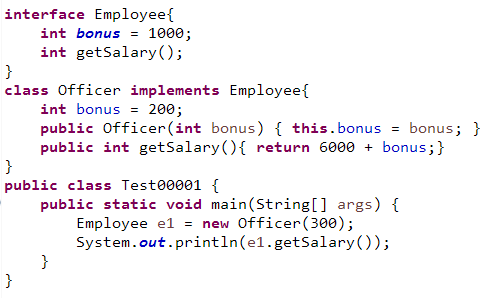 interface Employee{
    int bonus = 1000;
    int getSalary();
}
class Officer implements Employee{
    int bonus = 200;
    public Officer(int bonus) { this.bonus = bonus; }
    public int getSalary(){ return 6000 + bonus;}
}
public class Test00001 {
    public static void main(String[] args) {
        Employee e1 = new Officer(300);
        System.out.println(e1.getSalary());
    }
}